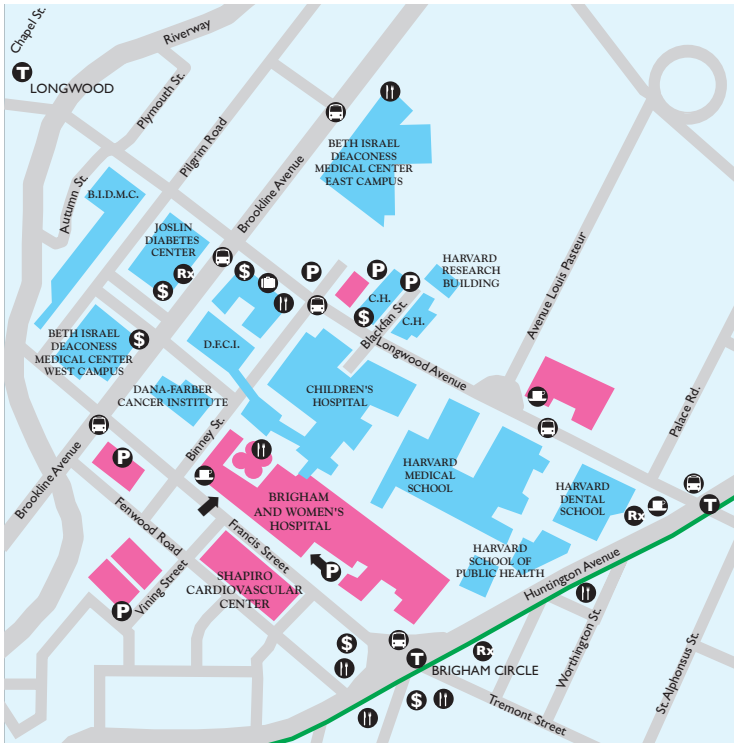 Chapel St.
Riverway
T
LONGWOOD
Plymouth St.
Pilgrim Road
Brookline Avenue
BETH ISRAEL
DEACONESS
MEDICAL CENTER
EAST CAMPUS
Autumn St.
B.I.D.M.C.
JOSLIN
DIABETES
CENTER
Rx
$
$
P
P
P
HARVARD
RESEARCH
BUILDING
Avenue Louis Pasteur
C.H.
C.H.
$
Blackfan St.
Longwood Avenue
BETH ISRAEL
DEACONESS
MEDICAL CENTER
WEST CAMPUS
$
D.F.C.I.
DANA-FARBER
CANCER INSTITUTE
CHILDREN'S
HOSPITAL
Palace Rd.
Binney St.
Brookline Avenue
P
HARVARD
MEDICAL
SCHOOL
HARVARD
DENTAL
SCHOOL
Rx
T
BRIGHAM
AND WOMEN'S
HOSPITAL
Fenwood Road
Francis Street
HARVARD
SCHOOL OF
PUBLIC HEALTH
Huntington Avenue
P
SHAPIRO
CARDIOVASCULAR
CENTER
P
Vining Street
Worthington St.
St. Alphonsus St.
$
T
Rx
BRIGHAM CIRCLE
$
Tremont Street